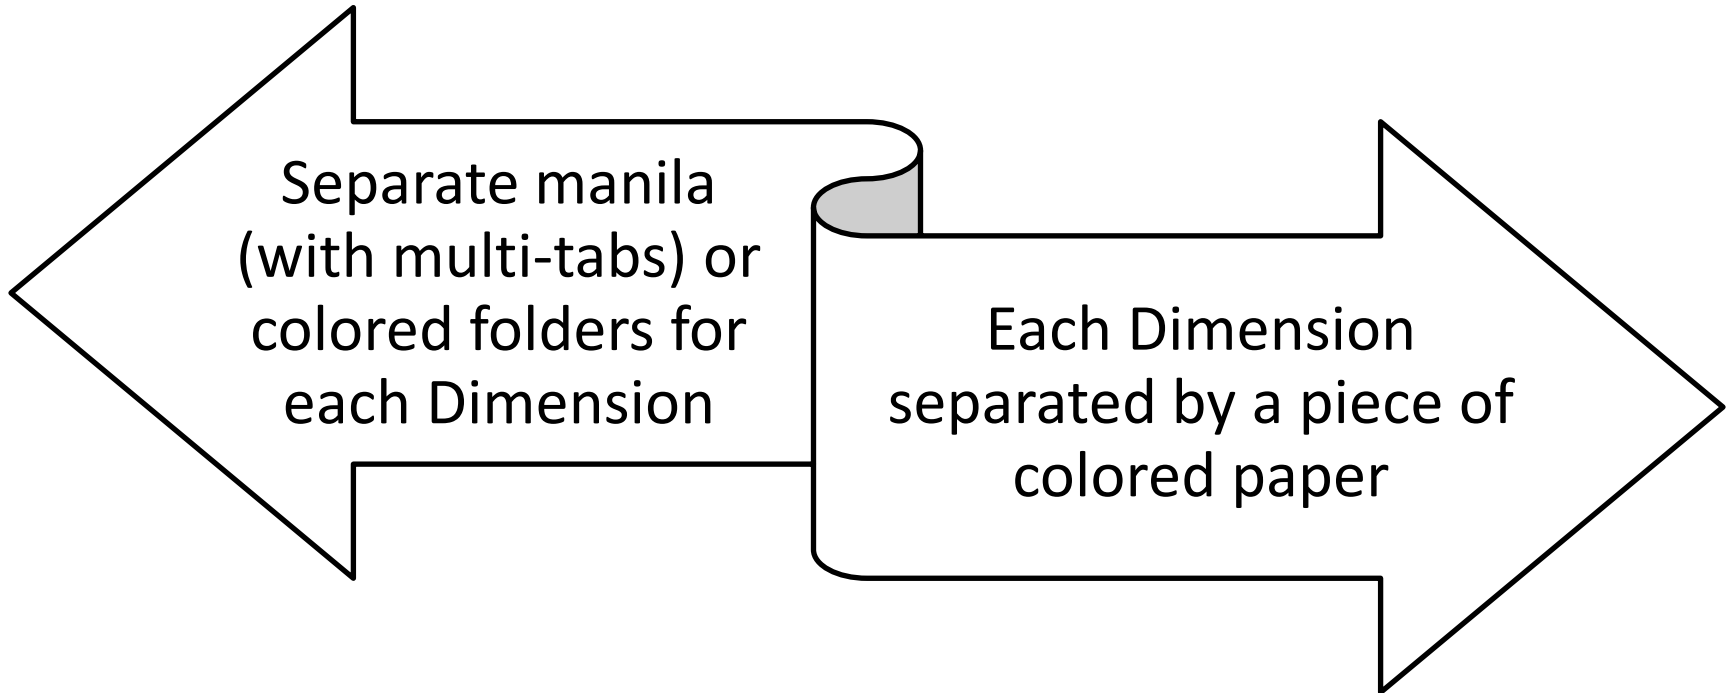 Separate manila
(with multi-tabs) or
colored folders for
each Dimension
Each Dimension
separated by a piece of
colored paper